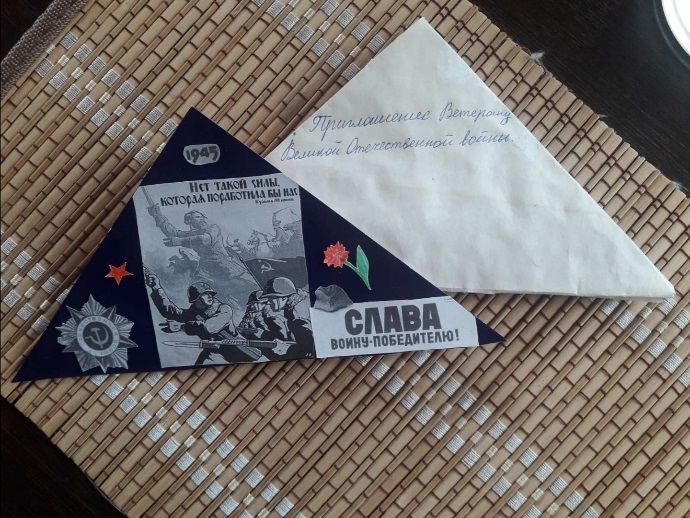 1945
НЕТ ТАКОЙ СИЛЫ,
КОТОРАЯ ПОРАБОТИЛА БЫ НАС
СЛАВА
ВОИНУ-ПОБЕДИТЕЛЮ!
Приглашение Ветерану
Великой Отечественной войны.